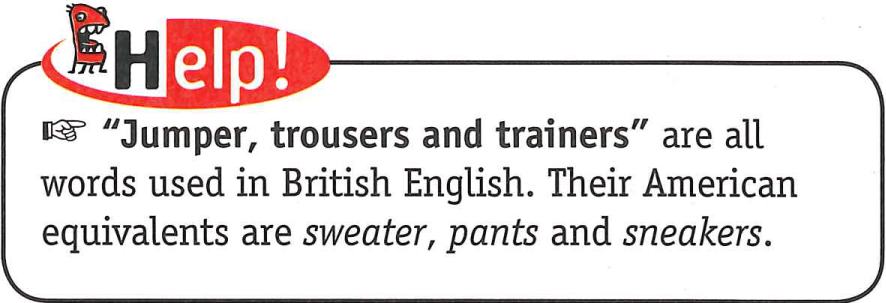 Help!
☞ "Jumper, trousers and trainers" are all
words used in British English. Their American
equivalents are sweater, pants and sneakers.